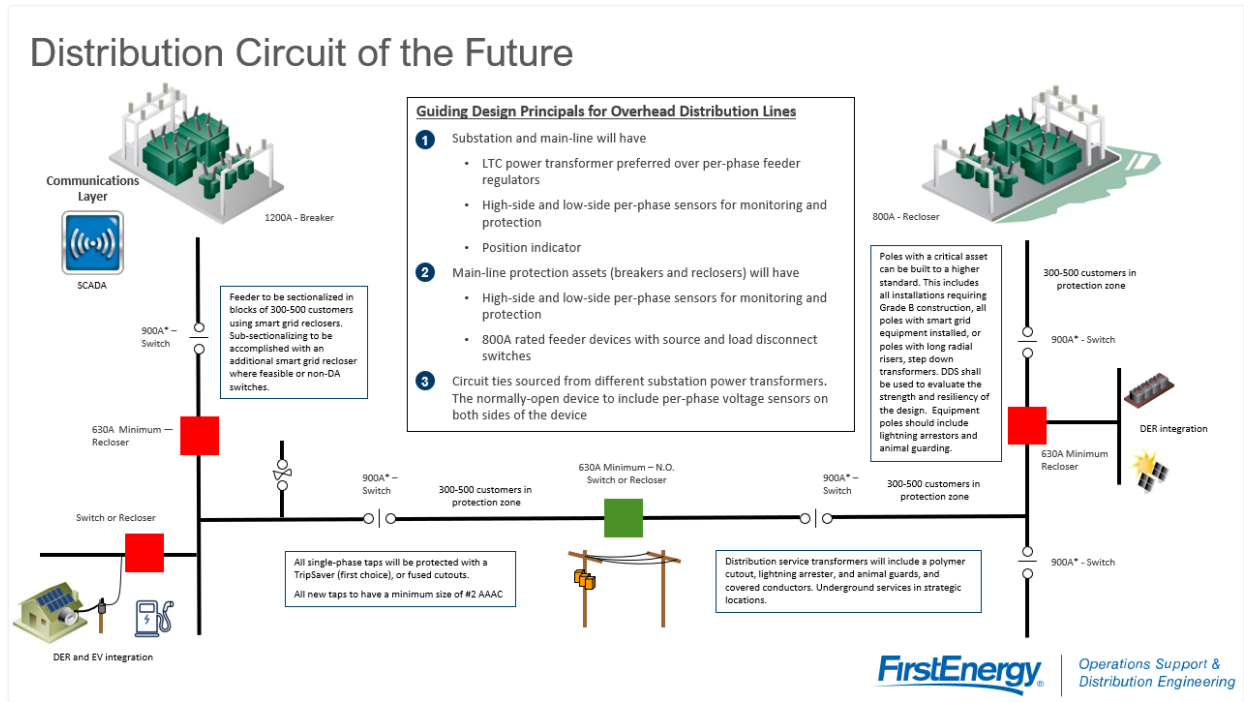 Distribution Circuit of the Future
Communications
Layer
SCADA
1200A - Breaker
Guiding Design Principals for Overhead Distribution Lines
1
Substation and main-line will have
• LTC power transformer preferred over per-phase feeder
regulators
• High-side and low-side per-phase sensors for monitoring and
protection
• Position indicator
2
Main-line protection assets (breakers and reclosers) will have
• High-side and low-side per-phase sensors for monitoring and
protection
• 800A rated feeder devices with source and load disconnect
switches
3
Circuit ties sourced from different substation power transformers.
The normally-open device to include per-phase voltage sensors on
both sides of the device
800A - Recloser
Feeder to be sectionalized in
blocks of 300-500 customers
using smart grid reclosers.
Sub-sectionalizing to be
accomplished with an
additional smart grid recloser
where feasible or non-DA
switches.
900A* –
Switch
630A Minimum —
Recloser
Poles with a critical asset
can be built to a higher
standard. This includes
all installations requiring
Grade B construction, all
poles with smart grid
equipment installed, or
poles with long radial
risers, step down
transformers. DDS shall
be used to evaluate the
strength and resiliency of
the design. Equipment
poles should include
lightning arrestors and
animal guarding.
300-500 customers in
protection zone
900A* - Switch
DER integration
630A Minimum
Recloser
900A* –
Switch
300-500 customers in
protection zone
630A Minimum – N.O.
Switch or Recloser
900A* –
Switch
300-500 customers in
protection zone
Switch or Recloser
All single-phase taps will be protected with a
TripSaver (first choice), or fused cutouts.
All new taps to have a minimum size of #2 AAAC
Distribution service transformers will include a polymer
cutout, lightning arrester, and animal guards, and
covered conductors. Underground services in strategic
locations.
900A* - Switch
DER and EV integration
FirstEnergy®
Operations Support &
Distribution Engineering